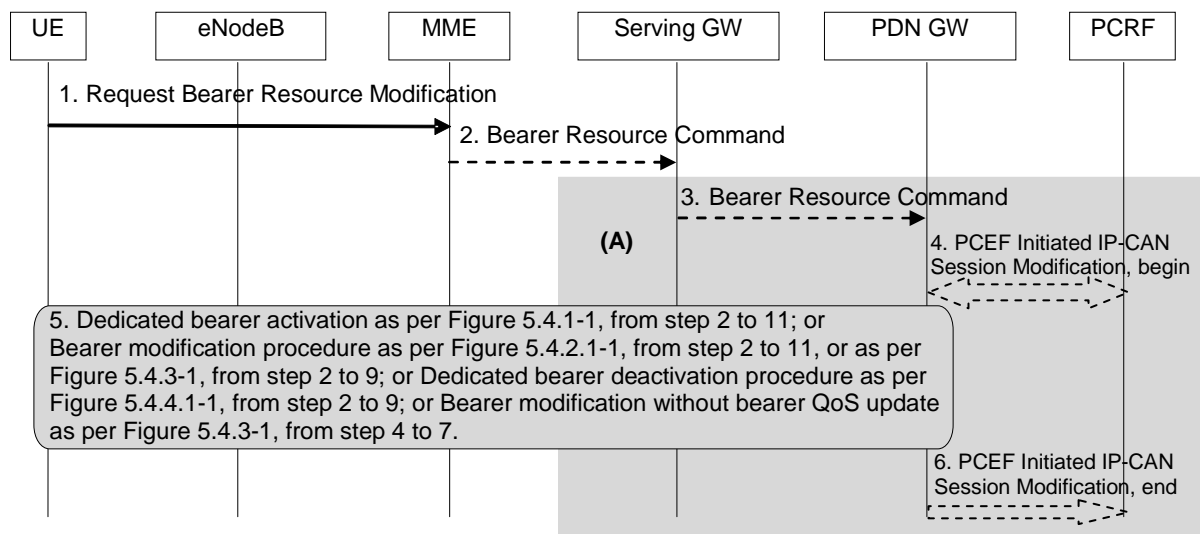 UE
eNodeB
MME
Serving GW
PDN GW
PCRF
1. Request Bearer Resource Modification
2. Bearer Resource Command
3. Bearer Resource Command
(A)
4. PCEF Initiated IP-CAN
Session Modification, begin
5. Dedicated bearer activation as per Figure 5.4.1-1, from step 2 to 11; or
Bearer modification procedure as per Figure 5.4.2.1-1, from step 2 to 11, or as per
Figure 5.4.3-1, from step 2 to 9; or Dedicated bearer deactivation procedure as per
Figure 5.4.4.1-1, from step 2 to 9; or Bearer modification without bearer QoS update
as per Figure 5.4.3-1, from step 4 to 7.
6. PCEF Initiated IP-CAN
Session Modification, end